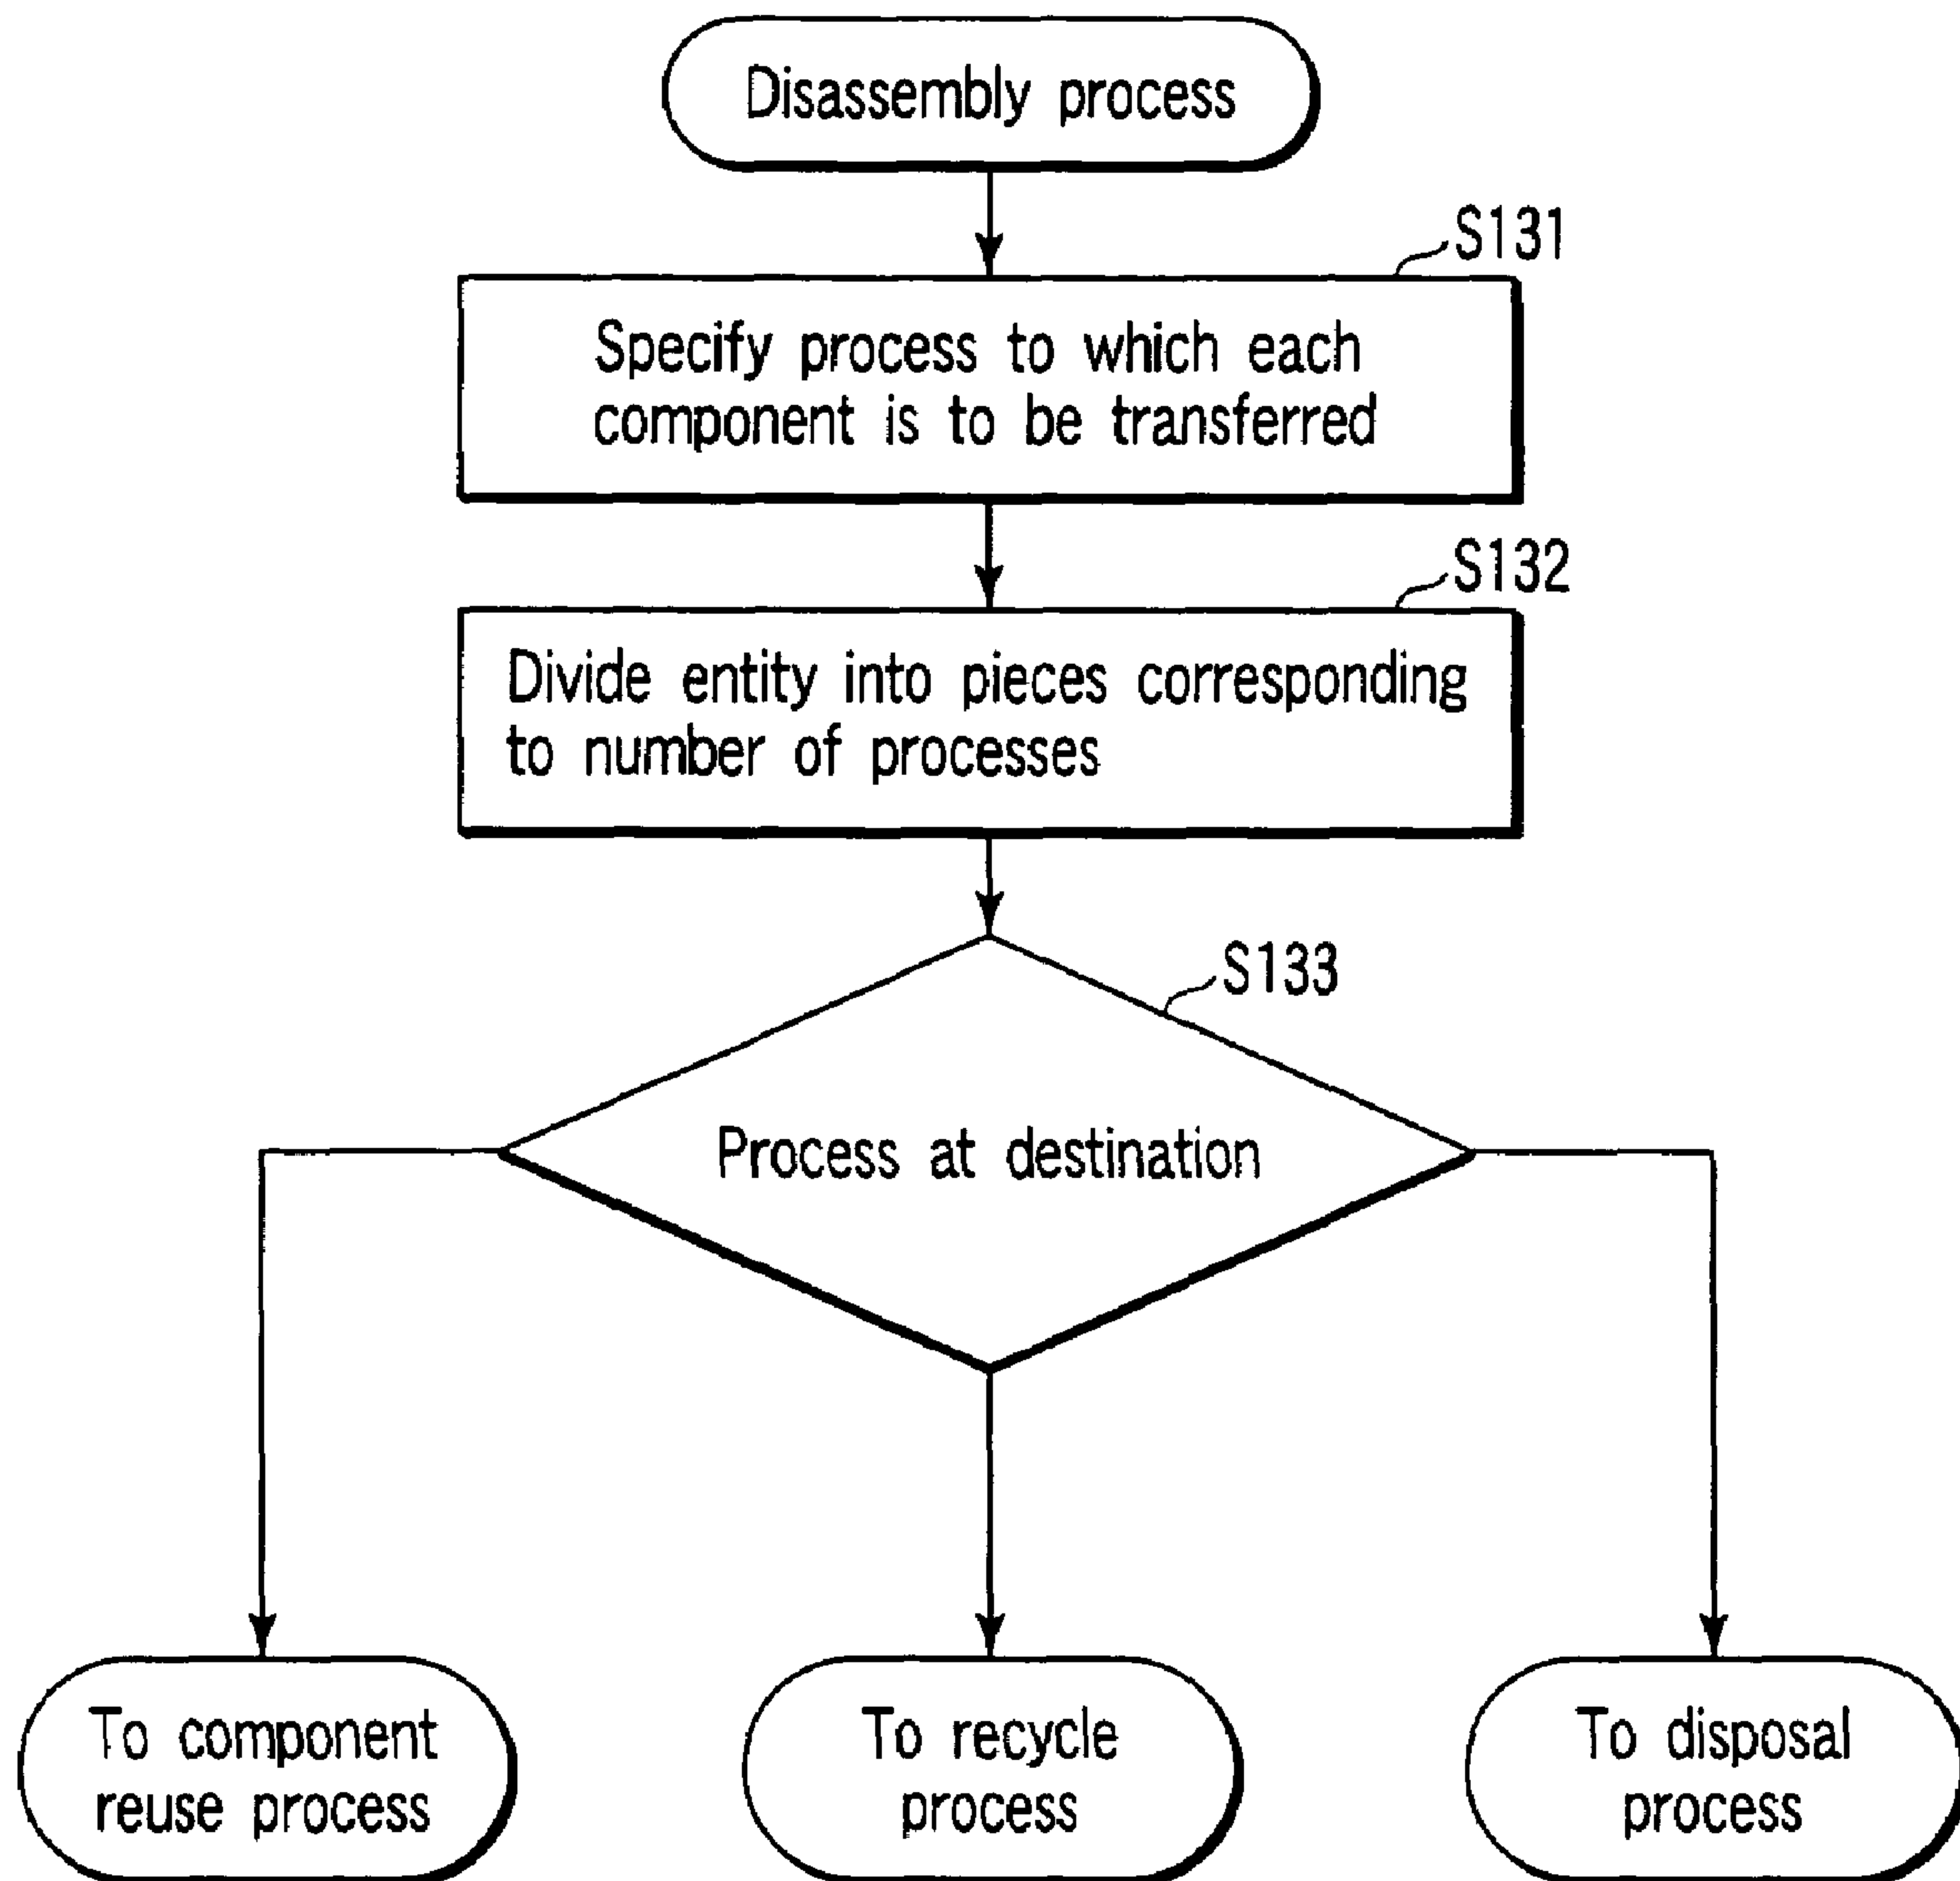 Disassembly process
S131
Specify process to which each
component is to be transferred
S132
Divide entity into pieces corresponding
to number of processes
S133
Process at destination
To component
reuse process
To recycle
process
To disposal
process